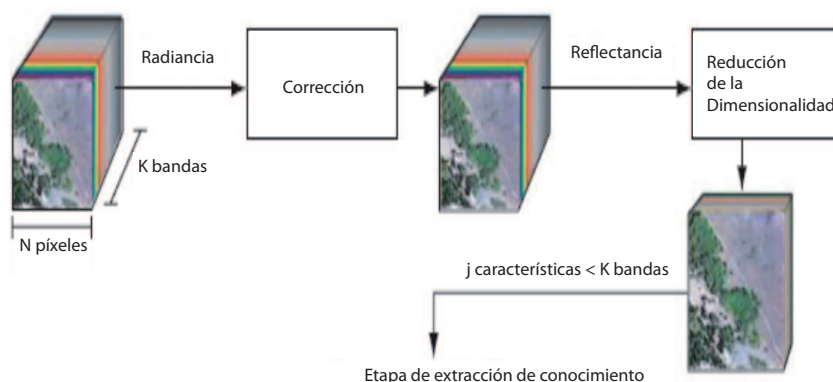 Radiancia
Corrección
Reflectancia
Reducción
de la
Dimensionalidad
K bandas
N píxeles
j características < K bandas
Etapa de extracción de conocimiento